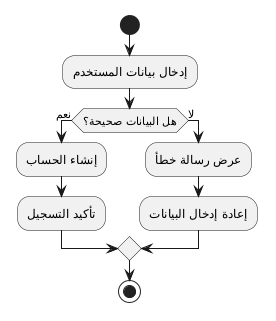 إدخال بيانات المستخدم
هل البيانات صحيحة؟
نعم
لا
إنشاء الحساب
عرض رسالة خطأ
تأكيد التسجيل
إعادة إدخال البيانات